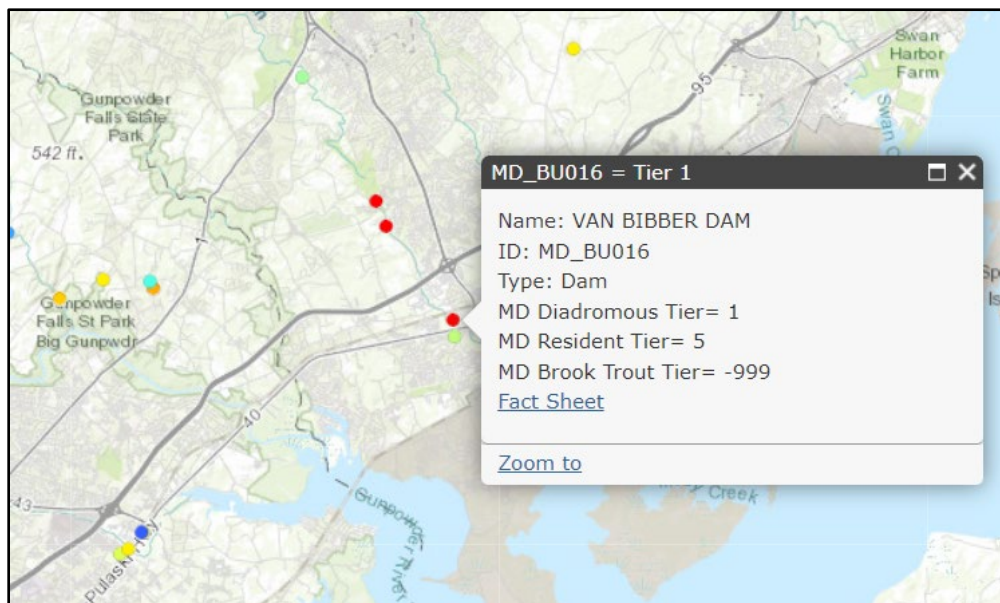 Swan
Harbor
Farm
Gunpowder
Falls State
Park
542 ft.
95
1
Gunpowder
Falls St Park
Big Gunpwdr
40
43
Pulaski Hwy
Gunpowder River
Creek
MD_BU016 = Tier 1
Name: VAN BIBBER DAM
ID: MD_BU016
Type: Dam
MD Diadromous Tier= 1
MD Resident Tier= 5
MD Brook Trout Tier= -999
Fact Sheet
Zoom to